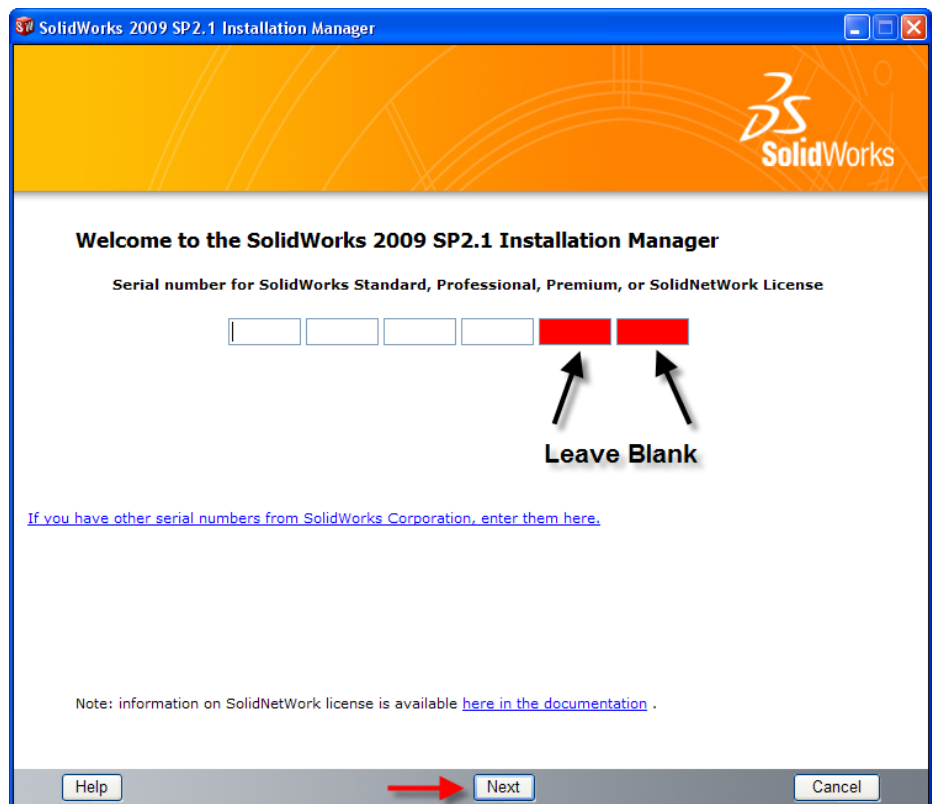 SolidWorks 2009 SP2.1 Installation Manager
SolidWorks
Welcome to the SolidWorks 2009 SP2.1 Installation Manager
Serial number for SolidWorks Standard, Professional, Premium, or SolidNetWork License
Leave Blank
If you have other serial numbers from SolidWorks Corporation, enter them here.
Note: information on SolidNetWork license is available here in the documentation .
Help Next Cancel